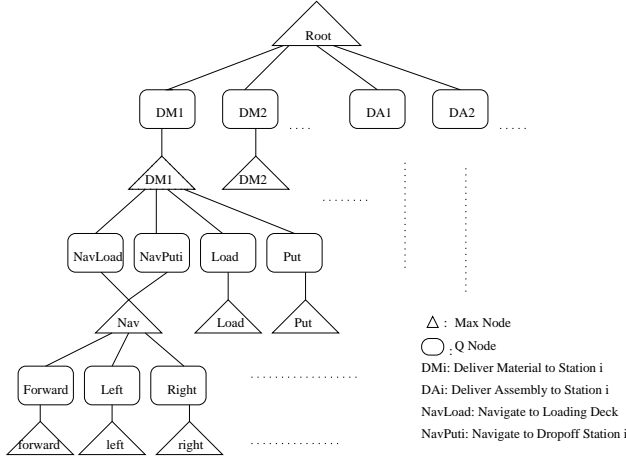 Root
DM1 DM2 DA1 DA2
DM1 DM2
NavLoad NavPuti Load Put
Nav Load Put
Forward Left Right
forward left right
: Max Node
: Q Node
DMi: Deliver Material to Station i
DAi: Deliver Assembly to Station i
NavLoad: Navigate to Loading Deck
NavPuti: Navigate to Dropoff Station i